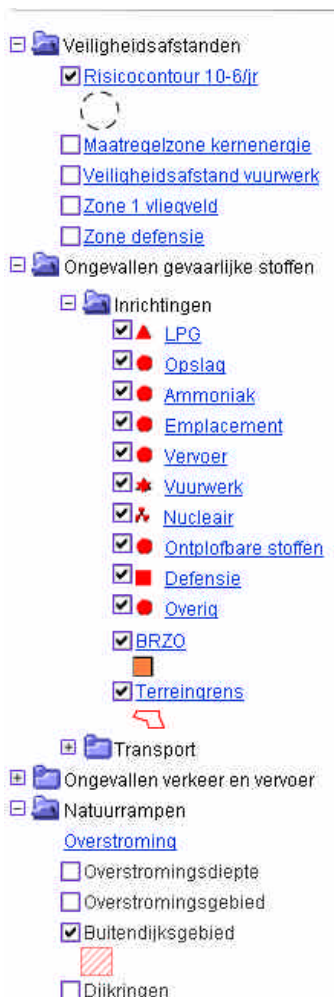 Veiligheidsafstanden
Risicocontour 10-6/jr
Maatregelzone kernenergie
Veiligheidsafstand vuurwerk
Zone 1 vliegveld
Zone defensie
Ongevallen gevaarlijke stoffen
Inrichtingen
LPG
Opslag
Ammoniak
Emplacement
Vervoer
Vuurwerk
Nucleair
Ontplofbare stoffen
Defensie
Overig
BRZO
Terreingrens
Transport
Ongevallen verkeer en vervoer
Natuurrampen
Overstroming
Overstromingsdiepte
Overstromingsgebied
Buitendijksgebied
Dijkringen